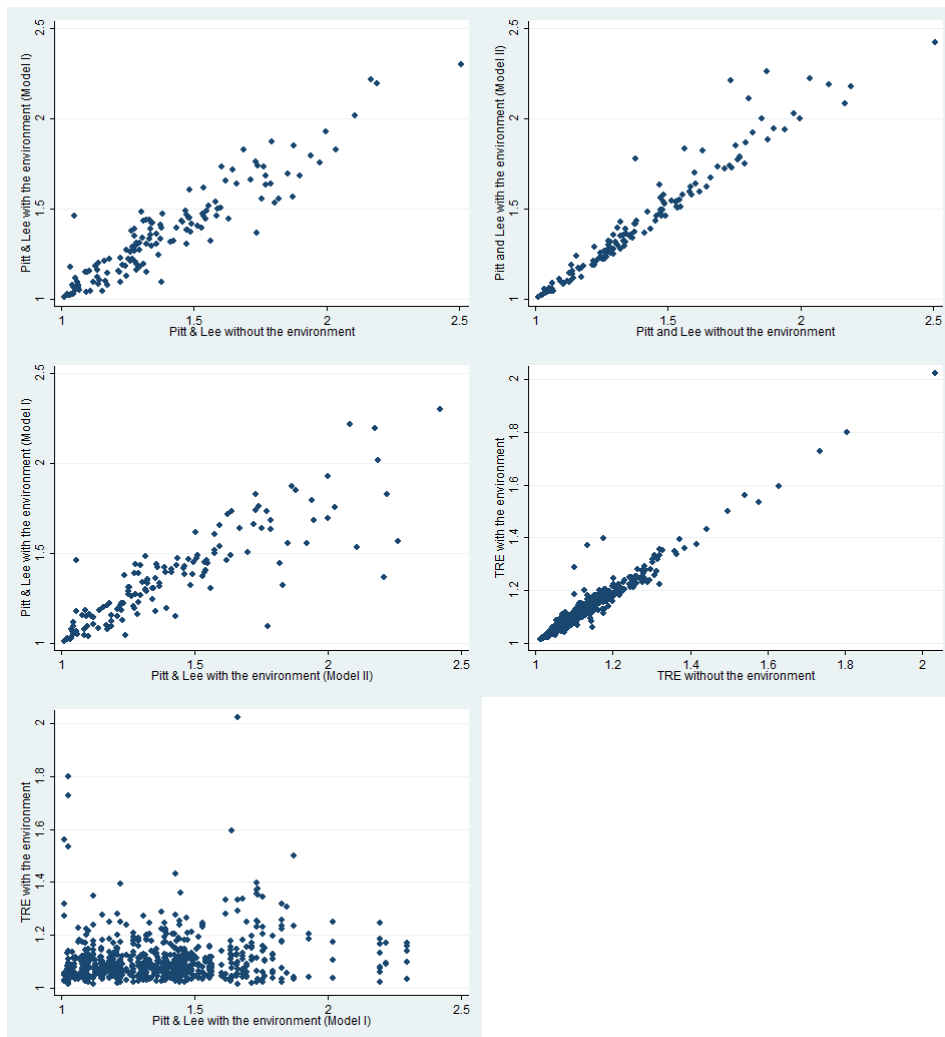 2.5
2
1.5
1
Pitt & Lee with the environment (Model I)
1 1.5 2 2.5
Pitt & Lee without the environment
2.5
2
1.5
1
Pitt and Lee with the environment (Model II)
1 1.5 2 2.5
Pitt and Lee without the environment
2.5
2
1.5
1
Pitt & Lee with the environment (Model I)
1 1.5 2 2.5
Pitt & Lee with the environment (Model II)
2
1.8
1.6
1.4
1.2
1
TRE with the environment
1 1.2 1.4 1.6 1.8 2
TRE without the environment
2
1.8
1.6
1.4
1.2
1
TRE with the environment
1 1.5 2 2.5
Pitt & Lee with the environment (Model I)